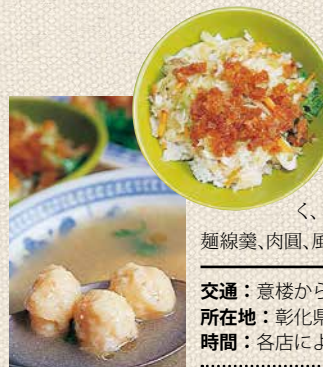 く、
麺線羹、肉圓、風
交通：意楼から
所在地：彰化県
時間：各店によ